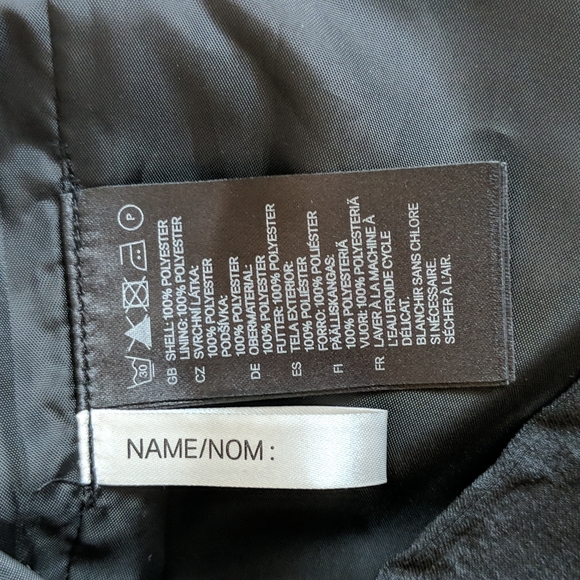 30
P
GB SHELL: 100% POLYESTER
LINING: 100% POLYESTER
CZ SVRCHNÍ LÁTKA:
100% POLYESTER
PODŠÍVKA:
100% POLYESTER
DE OBERMATERIAL:
100% POLYESTER
FUTTER: 100% POLYESTER
ES TELA EXTERIOR:
100% POLIÉSTER
FORRO: 100% POLIÉSTER
FI PÄÄLLISKANGAS:
100% POLYESTERIÄ
VUORI: 100% POLYESTERIÄ
FR LAVER À LA MACHINE À
L'EAU FROIDE CYCLE
DÉLICAT.
BLANCHIR SANS CHLORE
SI NÉCESSAIRE.
SÉCHER À L'AIR.
NAME/NOM :